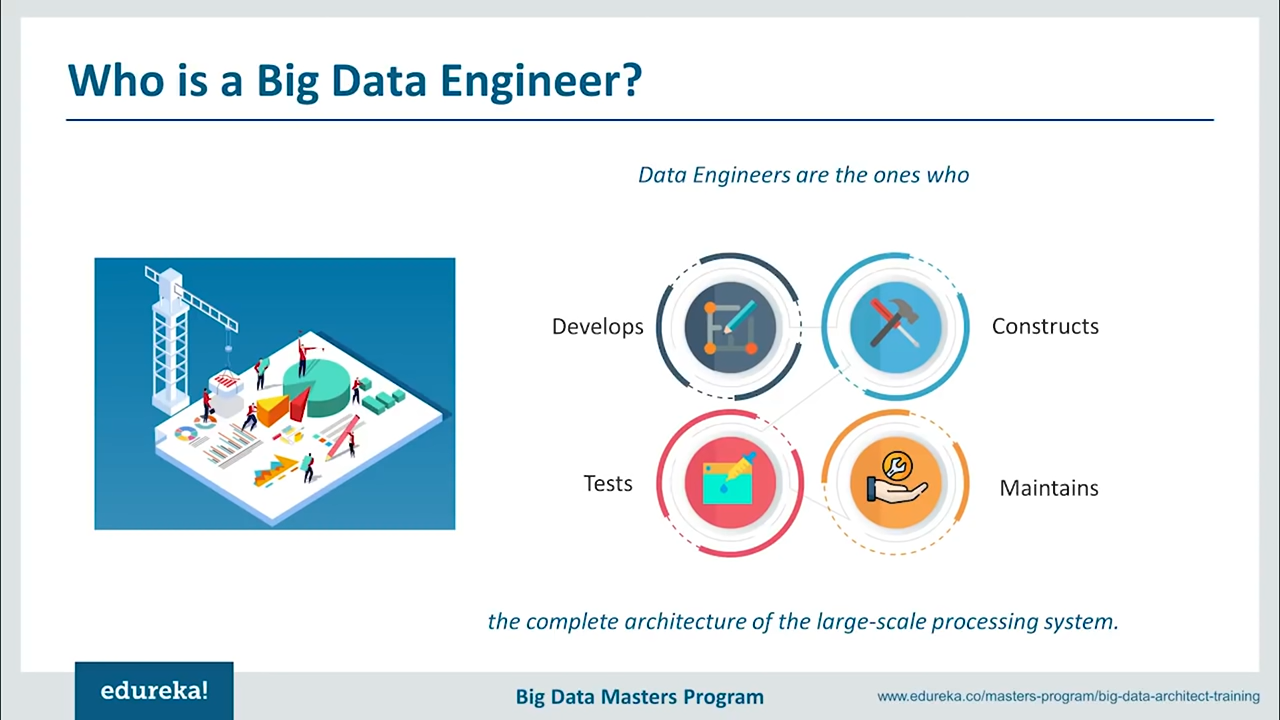 Who is a Big Data Engineer?
Data Engineers are the ones who
Develops
Constructs
Tests
Maintains
the complete architecture of the large-scale processing system.
edureka!
Big Data Masters Program
www.edureka.co/masters-program/big-data-architect-training